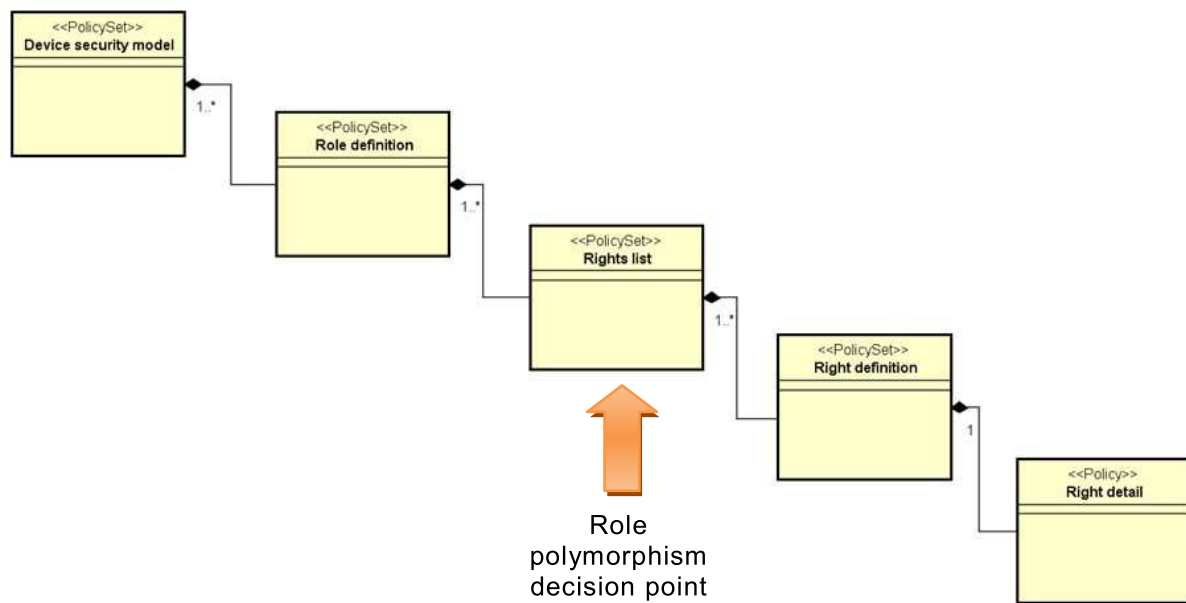 <<PolicySet>>
Device security model
1..*
<<PolicySet>>
Role definition
1..*
<<PolicySet>>
Rights list
1..*
<<PolicySet>>
Right definition
1
<<Policy>>
Right detail
Role
polymorphism
decision point